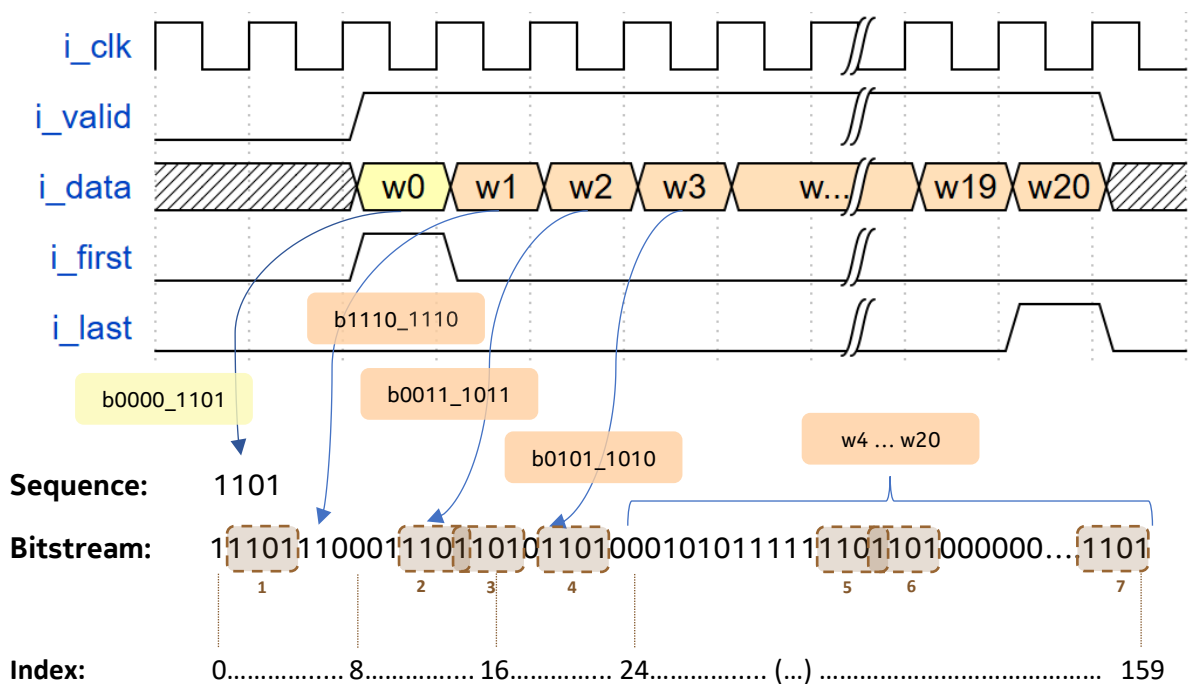 i_clk
i_valid
i_data w0 w1 w2 w3 w... w19 w20
i_first
i_last
b1110_1110
b0000_1101
b0011_1011
w4 … w20
b0101_1010
Sequence: 1101
Bitstream: 111011100011101101011010001010111111101101000000…1101
1 2 3 4 5 6 7
Index: 0……………….. 8……………….16………………24……………….. (…) ………………………………………… 159